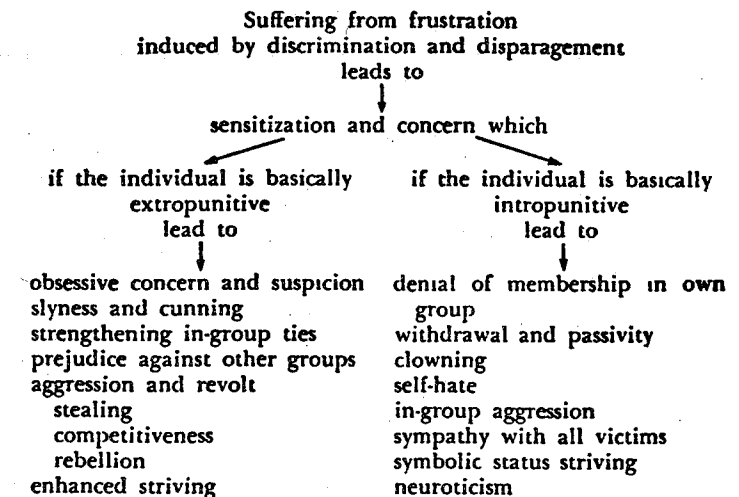 Suffering from frustration
induced by discrimination and disparagement
leads to
sensitization and concern which
if the individual is basically
extropunitive
lead to
obsessive concern and suspicion
slyness and cunning
strengthening in-group ties
prejudice against other groups
aggression and revolt
stealing
competitiveness
rebellion
enhanced striving
if the individual is basically
intropunitive
lead to
denial of membership in own
group
withdrawal and passivity
clowning
self-hate
in-group aggression
sympathy with all victims
symbolic status striving
neuroticism